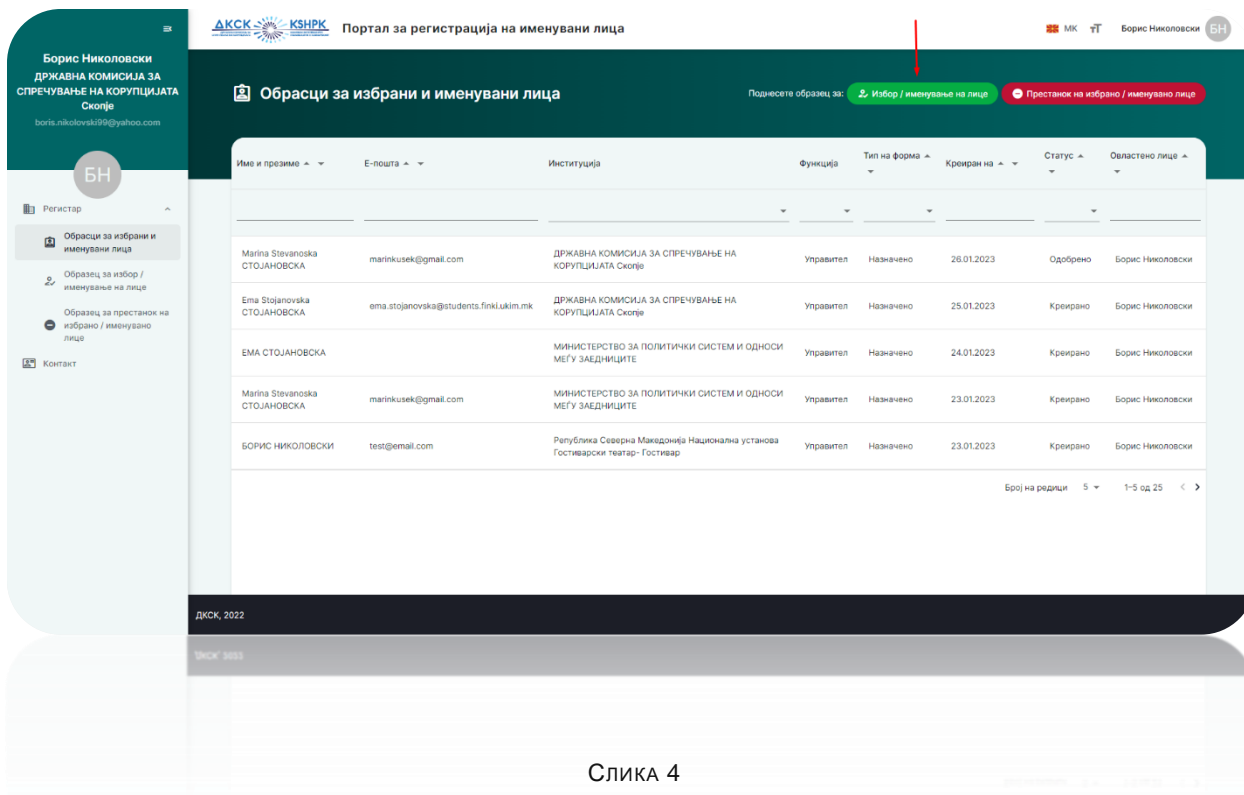 Борис Николовски
ДРЖАВНА КОМИСИЈА ЗА
СПРЕЧУВАЊЕ НА КОРУПЦИЈАТА
Скопје
boris.nikolovski99@yahoo.com
БН
Регистар
Обрасци за избрани и
именувани лица
Образец за избор /
именување на лице
Образец за престанок на
избрано / именувано
лице
Контакт
ДКСК KSHPK
Портал за регистрација на именувани лица
МК
Борис Николовски БН
Обрасци за избрани и именувани лица
Поднесете образец за: Избор / именување на лице Престанок на избрано / именувано лице
Име и презиме Е-пошта Институција Функција Тип на форма Креиран на Статус Овластено лице
Marina Stevanoska
СТОЈАНОВСКА
marinkusek@gmail.com
ДРЖАВНА КОМИСИЈА ЗА СПРЕЧУВАЊЕ НА
КОРУПЦИЈАТА Скопје
Управител Назначено 26.01.2023 Одобрено Борис Николовски
Ema Stojanovska
СТОЈАНОВСКА
ema.stojanovska@students.finki.ukim.mk
ДРЖАВНА КОМИСИЈА ЗА СПРЕЧУВАЊЕ НА
КОРУПЦИЈАТА Скопје
Управител Назначено 25.01.2023 Креирано Борис Николовски
ЕМА СТОЈАНОВСКА
МИНИСТЕРСТВО ЗА ПОЛИТИЧКИ СИСТЕМ И ОДНОСИ
МЕЃУ ЗАЕДНИЦИТЕ
Управител Назначено 24.01.2023 Креирано Борис Николовски
Marina Stevanoska
СТОЈАНОВСКА
marinkusek@gmail.com
МИНИСТЕРСТВО ЗА ПОЛИТИЧКИ СИСТЕМ И ОДНОСИ
МЕЃУ ЗАЕДНИЦИТЕ
Управител Назначено 23.01.2023 Креирано Борис Николовски
БОРИС НИКОЛОВСКИ
test@email.com
Република Северна Македонија Национална установа
Гостиварски театар- Гостивар
Управител Назначено 23.01.2023 Креирано Борис Николовски
Број на редици 5 1–5 од 25
ДКСК, 2022
Слика 4